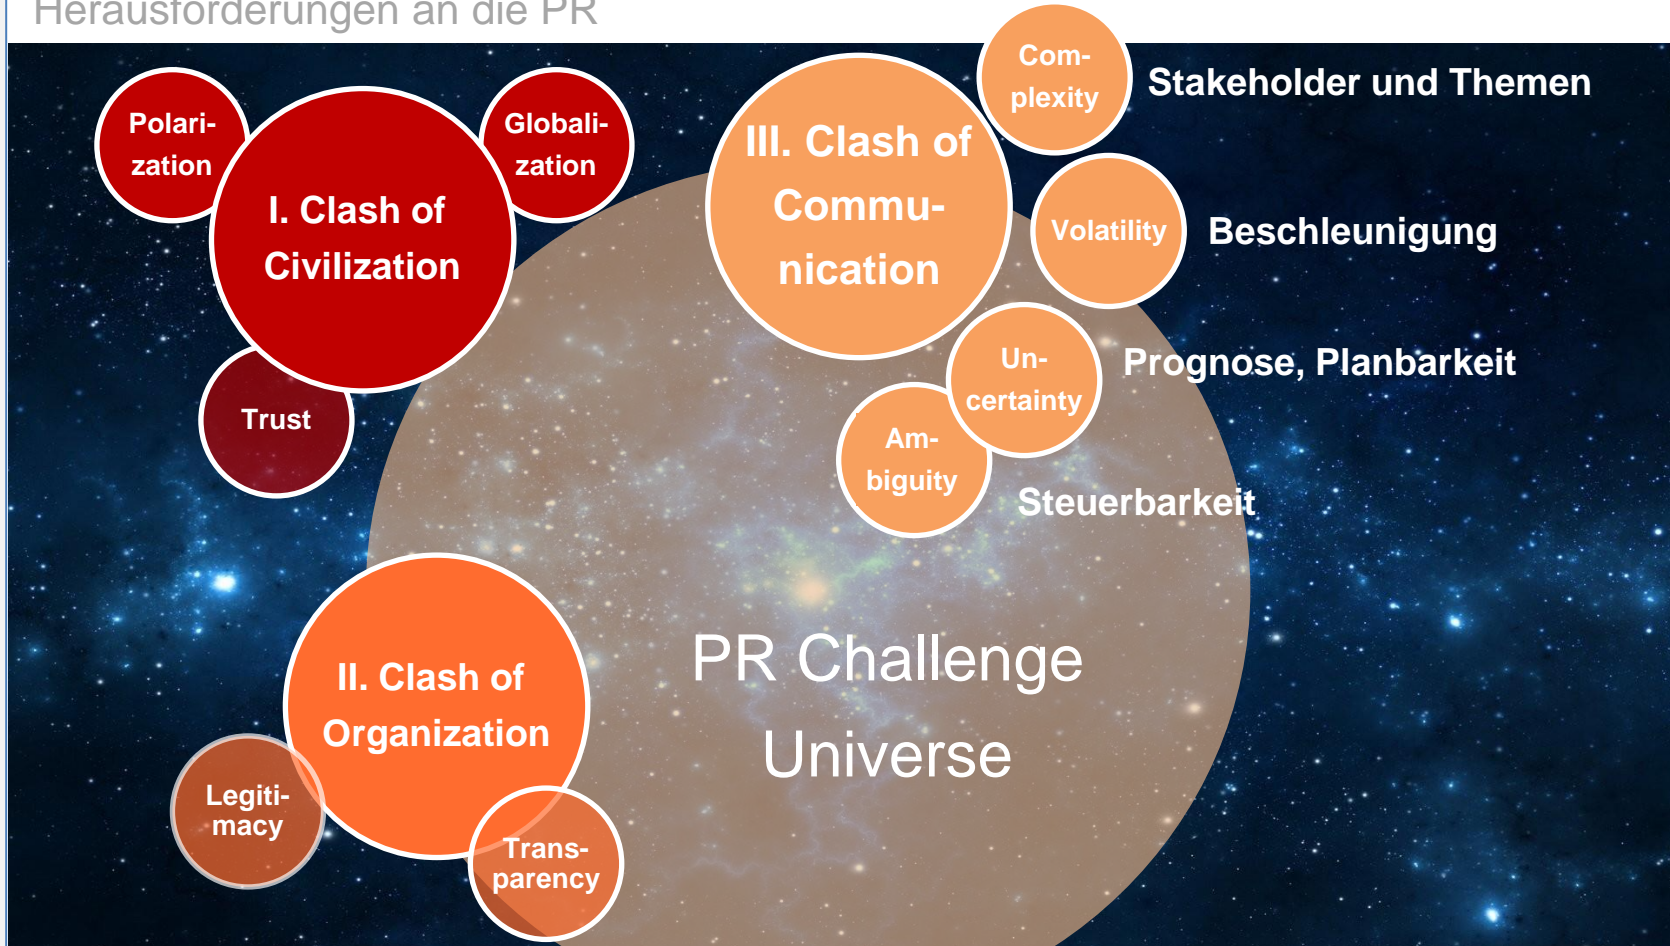 Herausforderungen an die PR
Polari-
zation
Globali-
zation
I. Clash of
Civilization
Trust
III. Clash of
Commu-
nication
Com-
plexity
Stakeholder und Themen
Volatility
Beschleunigung
Un-
certainty
Prognose, Planbarkeit
Am-
biguity
Steuerbarkeit
II. Clash of
Organization
Legiti-
macy
Trans-
parency
PR Challenge
Universe